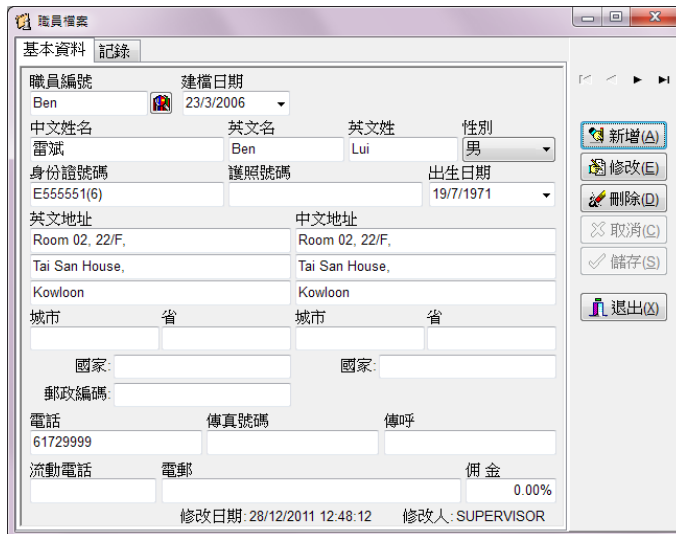 職員檔案
基本資料 記錄
職員編號 建檔日期
Ben 23/3/2006
中文姓名 英文名 英文姓 性別
雷斌 Ben Lui 男
身份證號碼 護照號碼 出生日期
E555551(6) 19/7/1971
英文地址 中文地址
Room 02, 22/F, Room 02, 22/F,
Tai San House, Tai San House,
Kowloon Kowloon
城市 省 城市 省
國家: 國家:
郵政編碼:
電話 傳真號碼 傳呼
61729999
流動電話 電郵 佣 金
0.00%
修改日期: 28/12/2011 12:48:12 修改人: SUPERVISOR
新增(A)
修改(E)
刪除(D)
取消(C)
儲存(S)
退出(X)